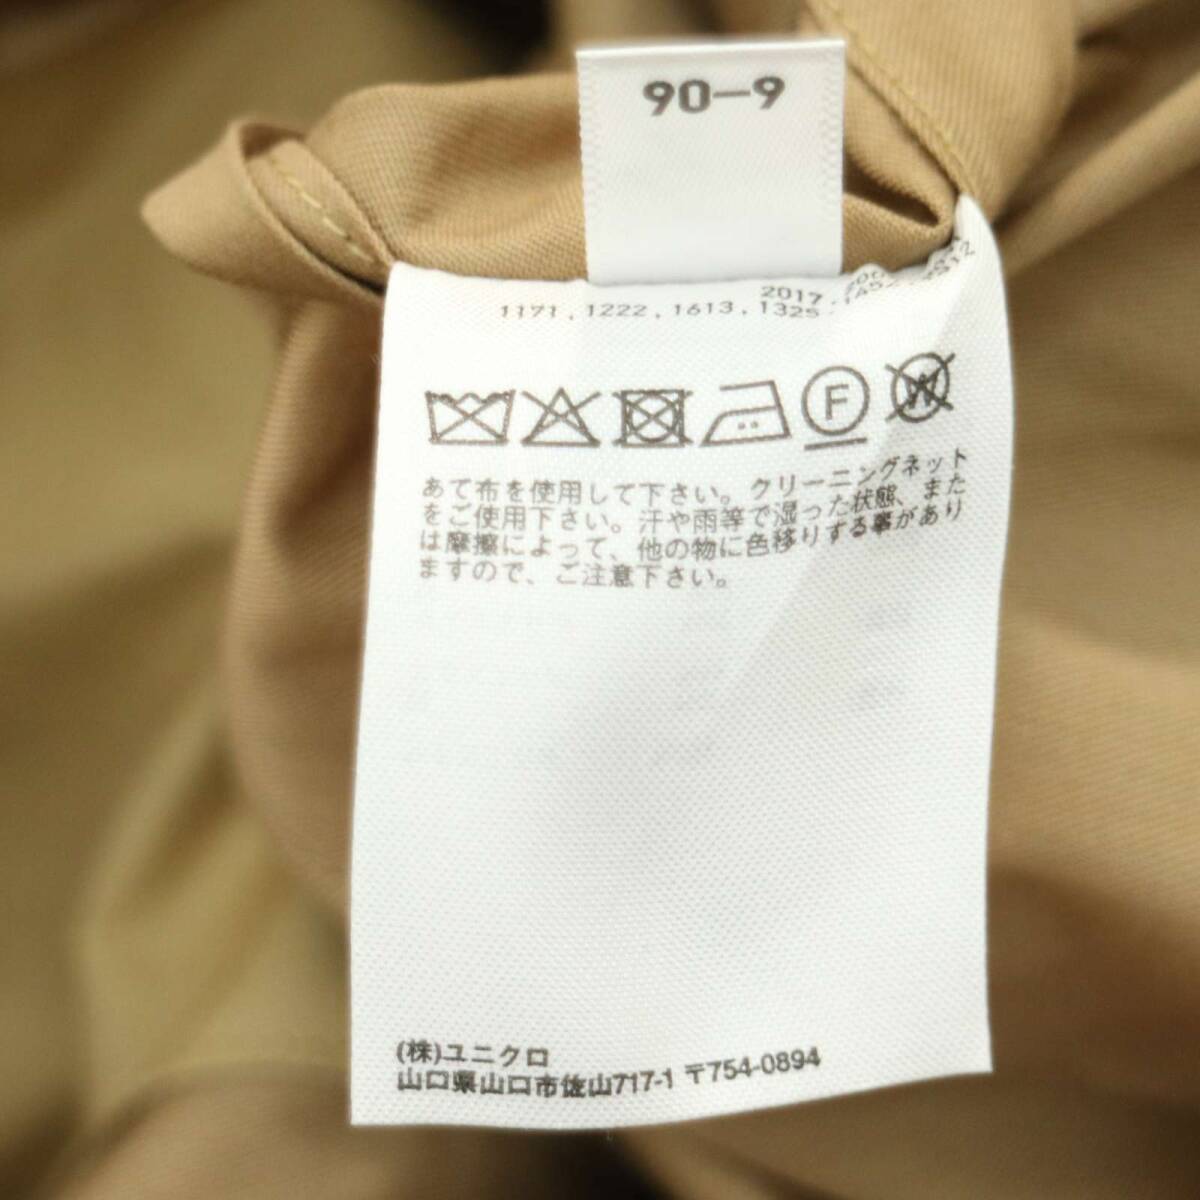 90-9
2017
1171, 1222, 1613, 1325
F
W
あて布を使用して下さい。クリーニングネット
をご使用下さい。汗や雨等で湿った状態、また
は摩擦によって、他の物に色移りする事があり
ますので、ご注意下さい。
(株)ユニクロ
山口県山口市佐山717-1 〒754-0894